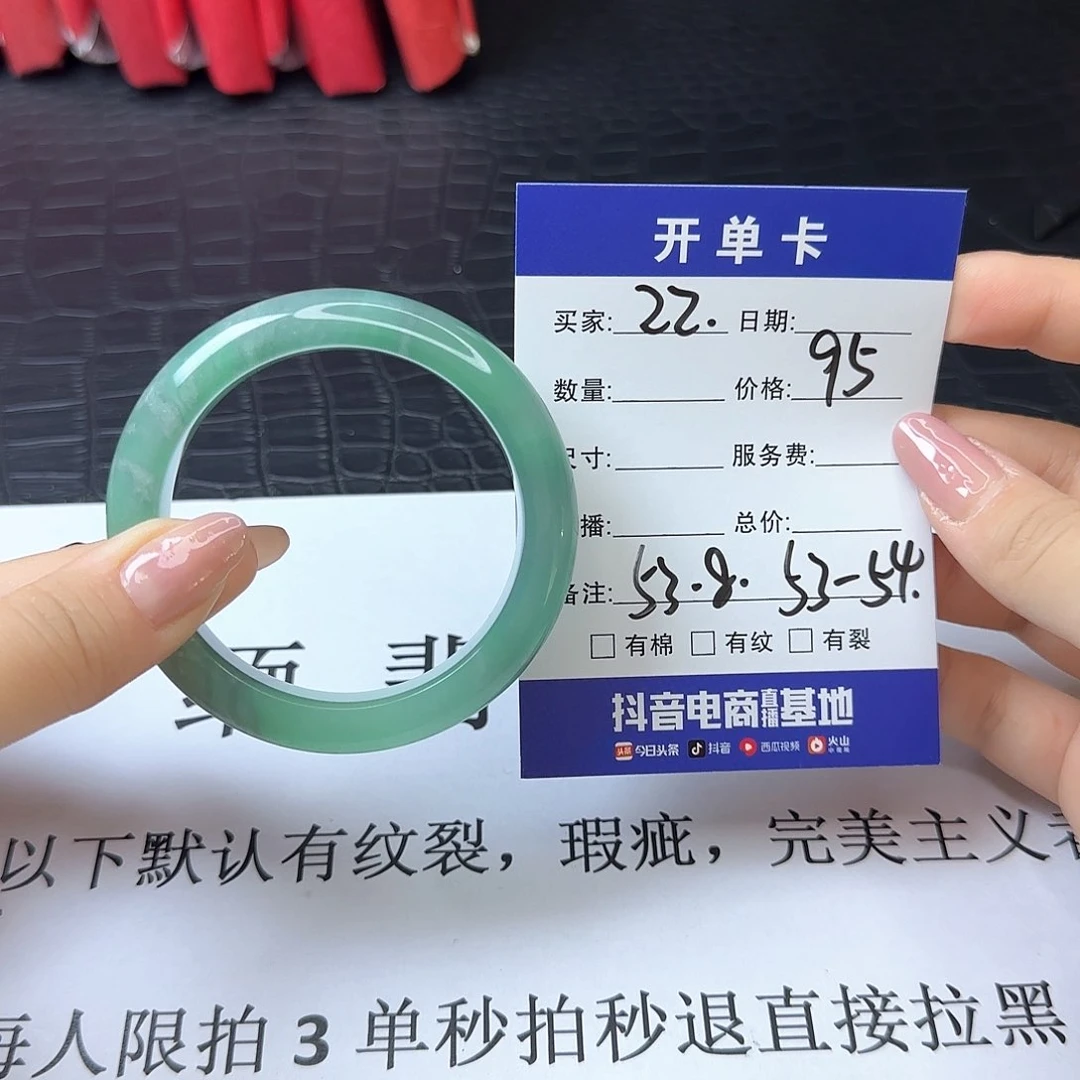 开单卡
买家: 22. 日期:
数量: 价格: 95
尺寸: 服务费:
播: 总价:
备注: 53.8. 53-54.
□ 有棉 □ 有纹 □ 有裂
抖音电商直播基地
头条 今日头条 抖音 西瓜视频 火山
翡
以下默认有纹裂，瑕疵，完美主义者
每人限拍 3 单秒拍秒退直接拉黑